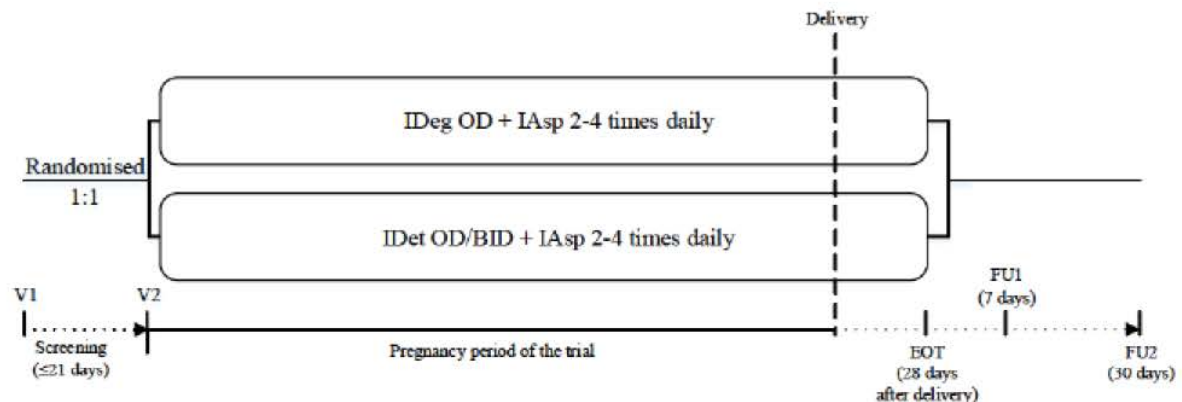 Delivery
IDeg OD + IAsp 2-4 times daily
Randomised
1:1
IDet OD/BID + IAsp 2-4 times daily
V1
V2
FU1
(7 days)
Screening
(≤21 days)
Pregnancy period of the trial
EOT
(28 days
after delivery)
FU2
(30 days)